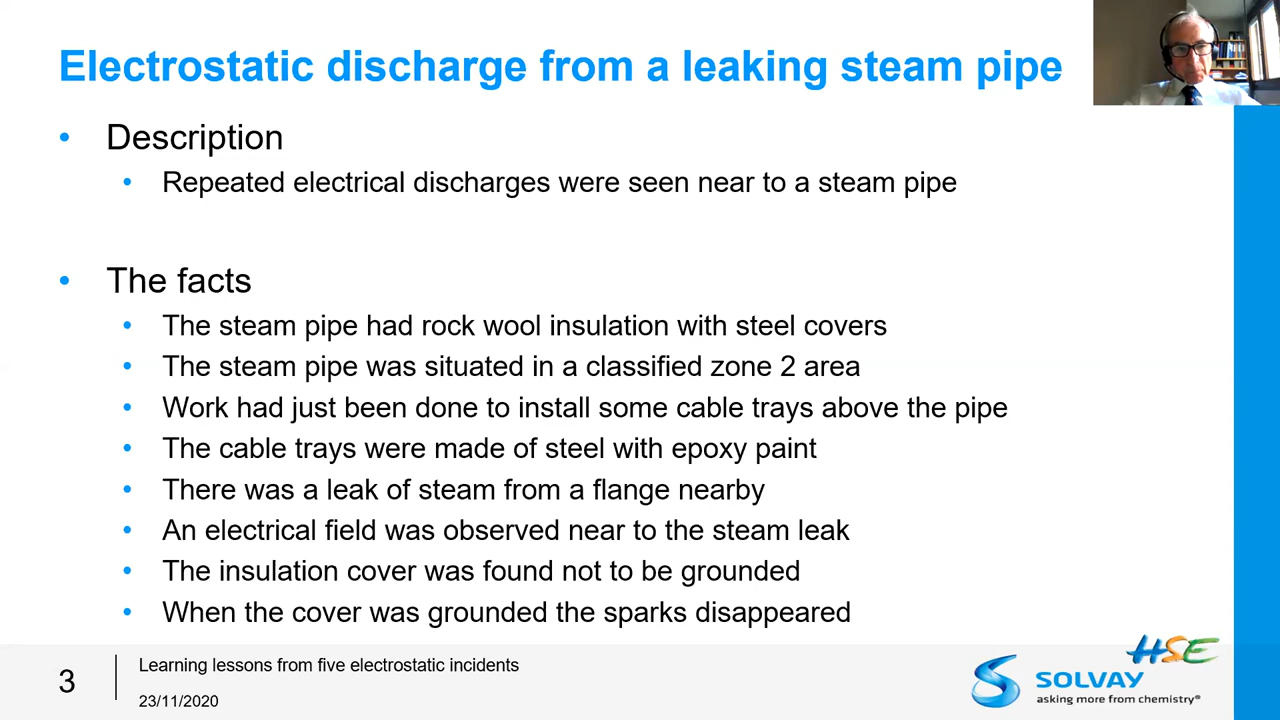 Electrostatic discharge from a leaking steam pipe
• Description
• Repeated electrical discharges were seen near to a steam pipe
• The facts
• The steam pipe had rock wool insulation with steel covers
• The steam pipe was situated in a classified zone 2 area
• Work had just been done to install some cable trays above the pipe
• The cable trays were made of steel with epoxy paint
• There was a leak of steam from a flange nearby
• An electrical field was observed near to the steam leak
• The insulation cover was found not to be grounded
• When the cover was grounded the sparks disappeared
3
Learning lessons from five electrostatic incidents
23/11/2020
HSE
SOLVAY
asking more from chemistry®